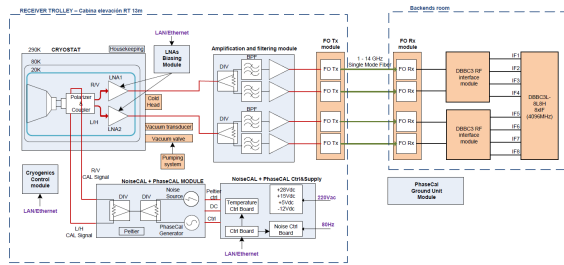 RECEIVER TROLLEY – Cabina elevación RT 13m
Backends room
LAN/Ethernet
290K
CRYOSTAT
Housekeeping
80K
20K
LNAs
Biasing
Module
Amplification and filtering module
FO Tx
module
FO Rx
module
1 - 14 GHz
Single Mode Fiber
R/V
LNA1
Polarizer
&
Coupler
L/H
LNA2
Cold
Head
Vacuum transducer
Vacuum valve
Pumping
system
DIV
BPF
DIV
BPF
FO Tx
FO Tx
FO Tx
FO Tx
FO Rx
FO Rx
FO Rx
FO Rx
DBBC3 RF
interface
module
DBBC3 RF
interface
module
IF1
IF2
IF3
IF4
IF5
IF6
IF7
IF8
DBBC3L-
8L8H
8xIF
(4096MHz)
Cryogenics
Control
module
LAN/Ethernet
R/V
CAL Signal
L/H
CAL Signal
NoiseCAL + PhaseCAL MODULE
DIV
DIV
Noise
Source
PhaseCal
Generator
Peltier
Peltier
ctrl
DC
Ctrl
NoiseCAL + PhaseCAL Ctrl&Supply
+28Vdc
+15Vdc
+5Vdc
-12Vdc
Temperature
Ctrl Board
Ctrl Board
Noise Ctrl
Board
220Vac
80Hz
LAN/Ethernet
PhaseCal
Ground Unit
Module